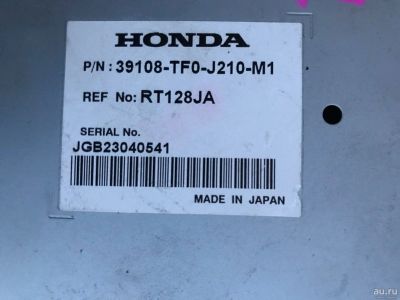 HONDA
P/N : 39108-TF0-J210-M1
REF No: RT128JA
SERIAL No.
JGB23040541
MADE IN JAPAN
au.ru